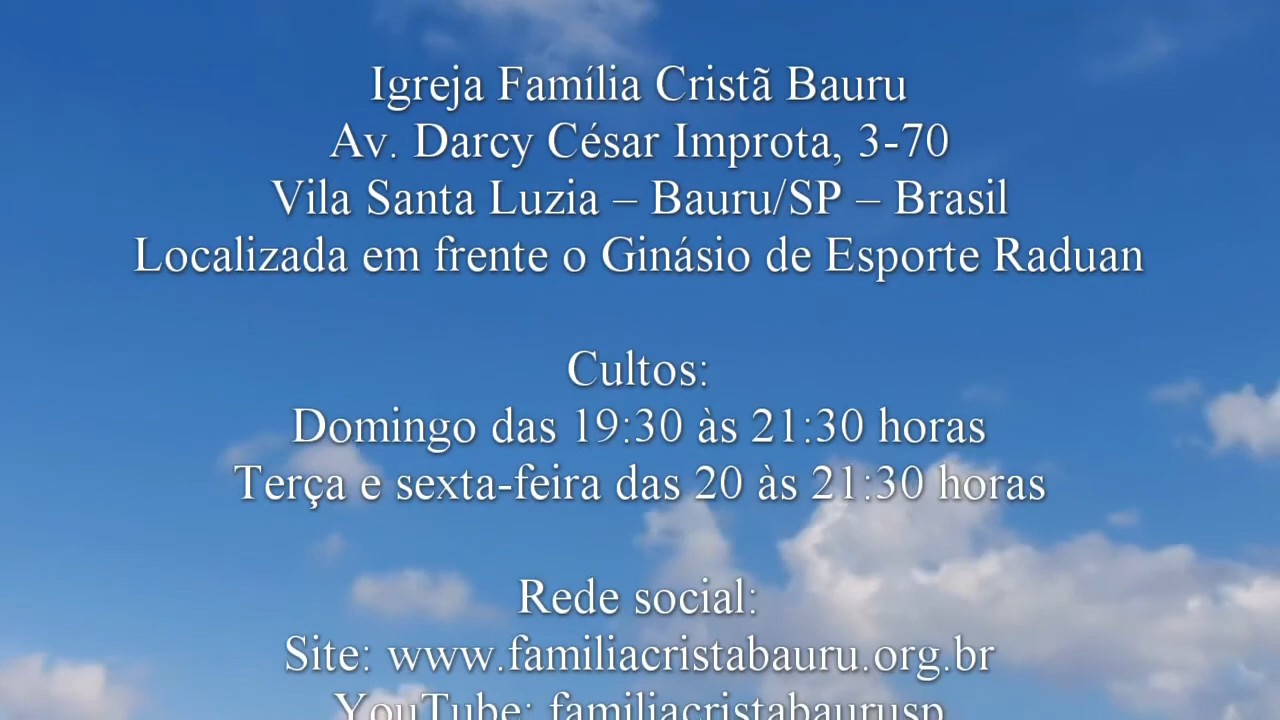 Igreja Família Cristã Bauru
Av. Darcy César Improta, 3-70
Vila Santa Luzia – Bauru/SP – Brasil
Localizada em frente o Ginásio de Esporte Raduan
Cultos:
Domingo das 19:30 às 21:30 horas
Terça e sexta-feira das 20 às 21:30 horas
Rede social:
Site: www.familiacristabauru.org.br
YouTube: familiacristabaurusp